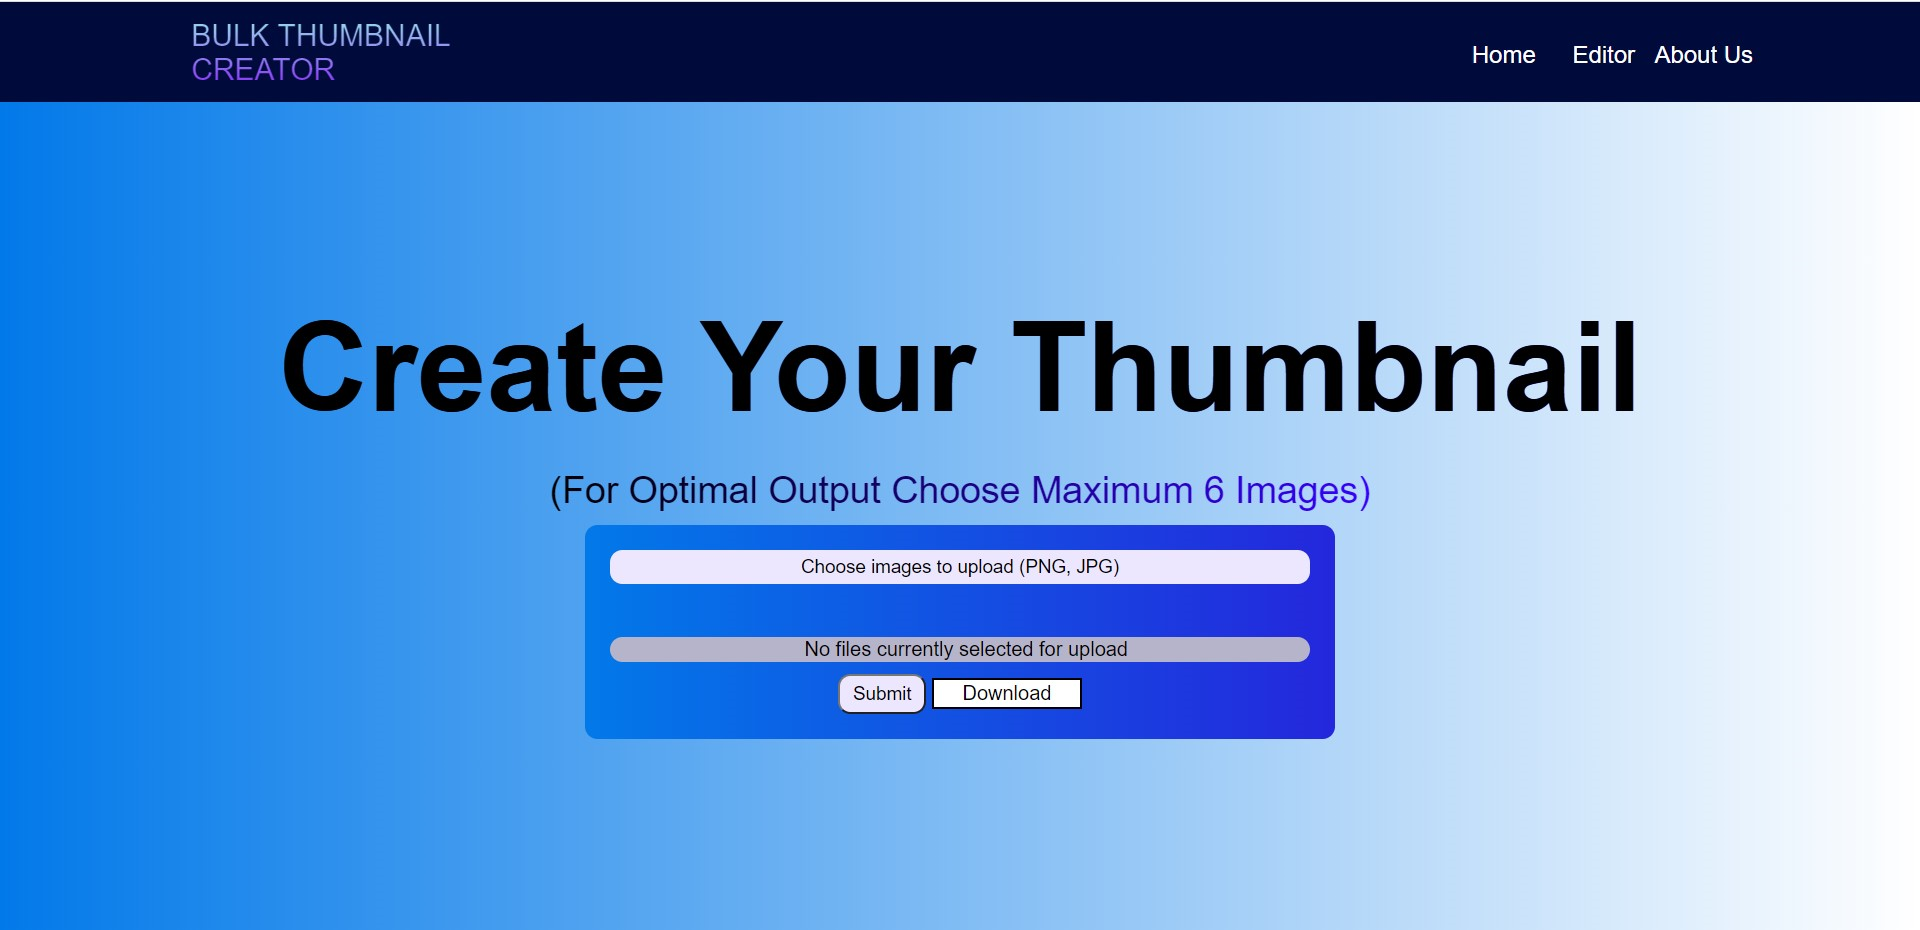 BULK THUMBNAIL
CREATOR
Home Editor About Us
Create Your Thumbnail
(For Optimal Output Choose Maximum 6 Images)
Choose images to upload (PNG, JPG)
No files currently selected for upload
Submit Download